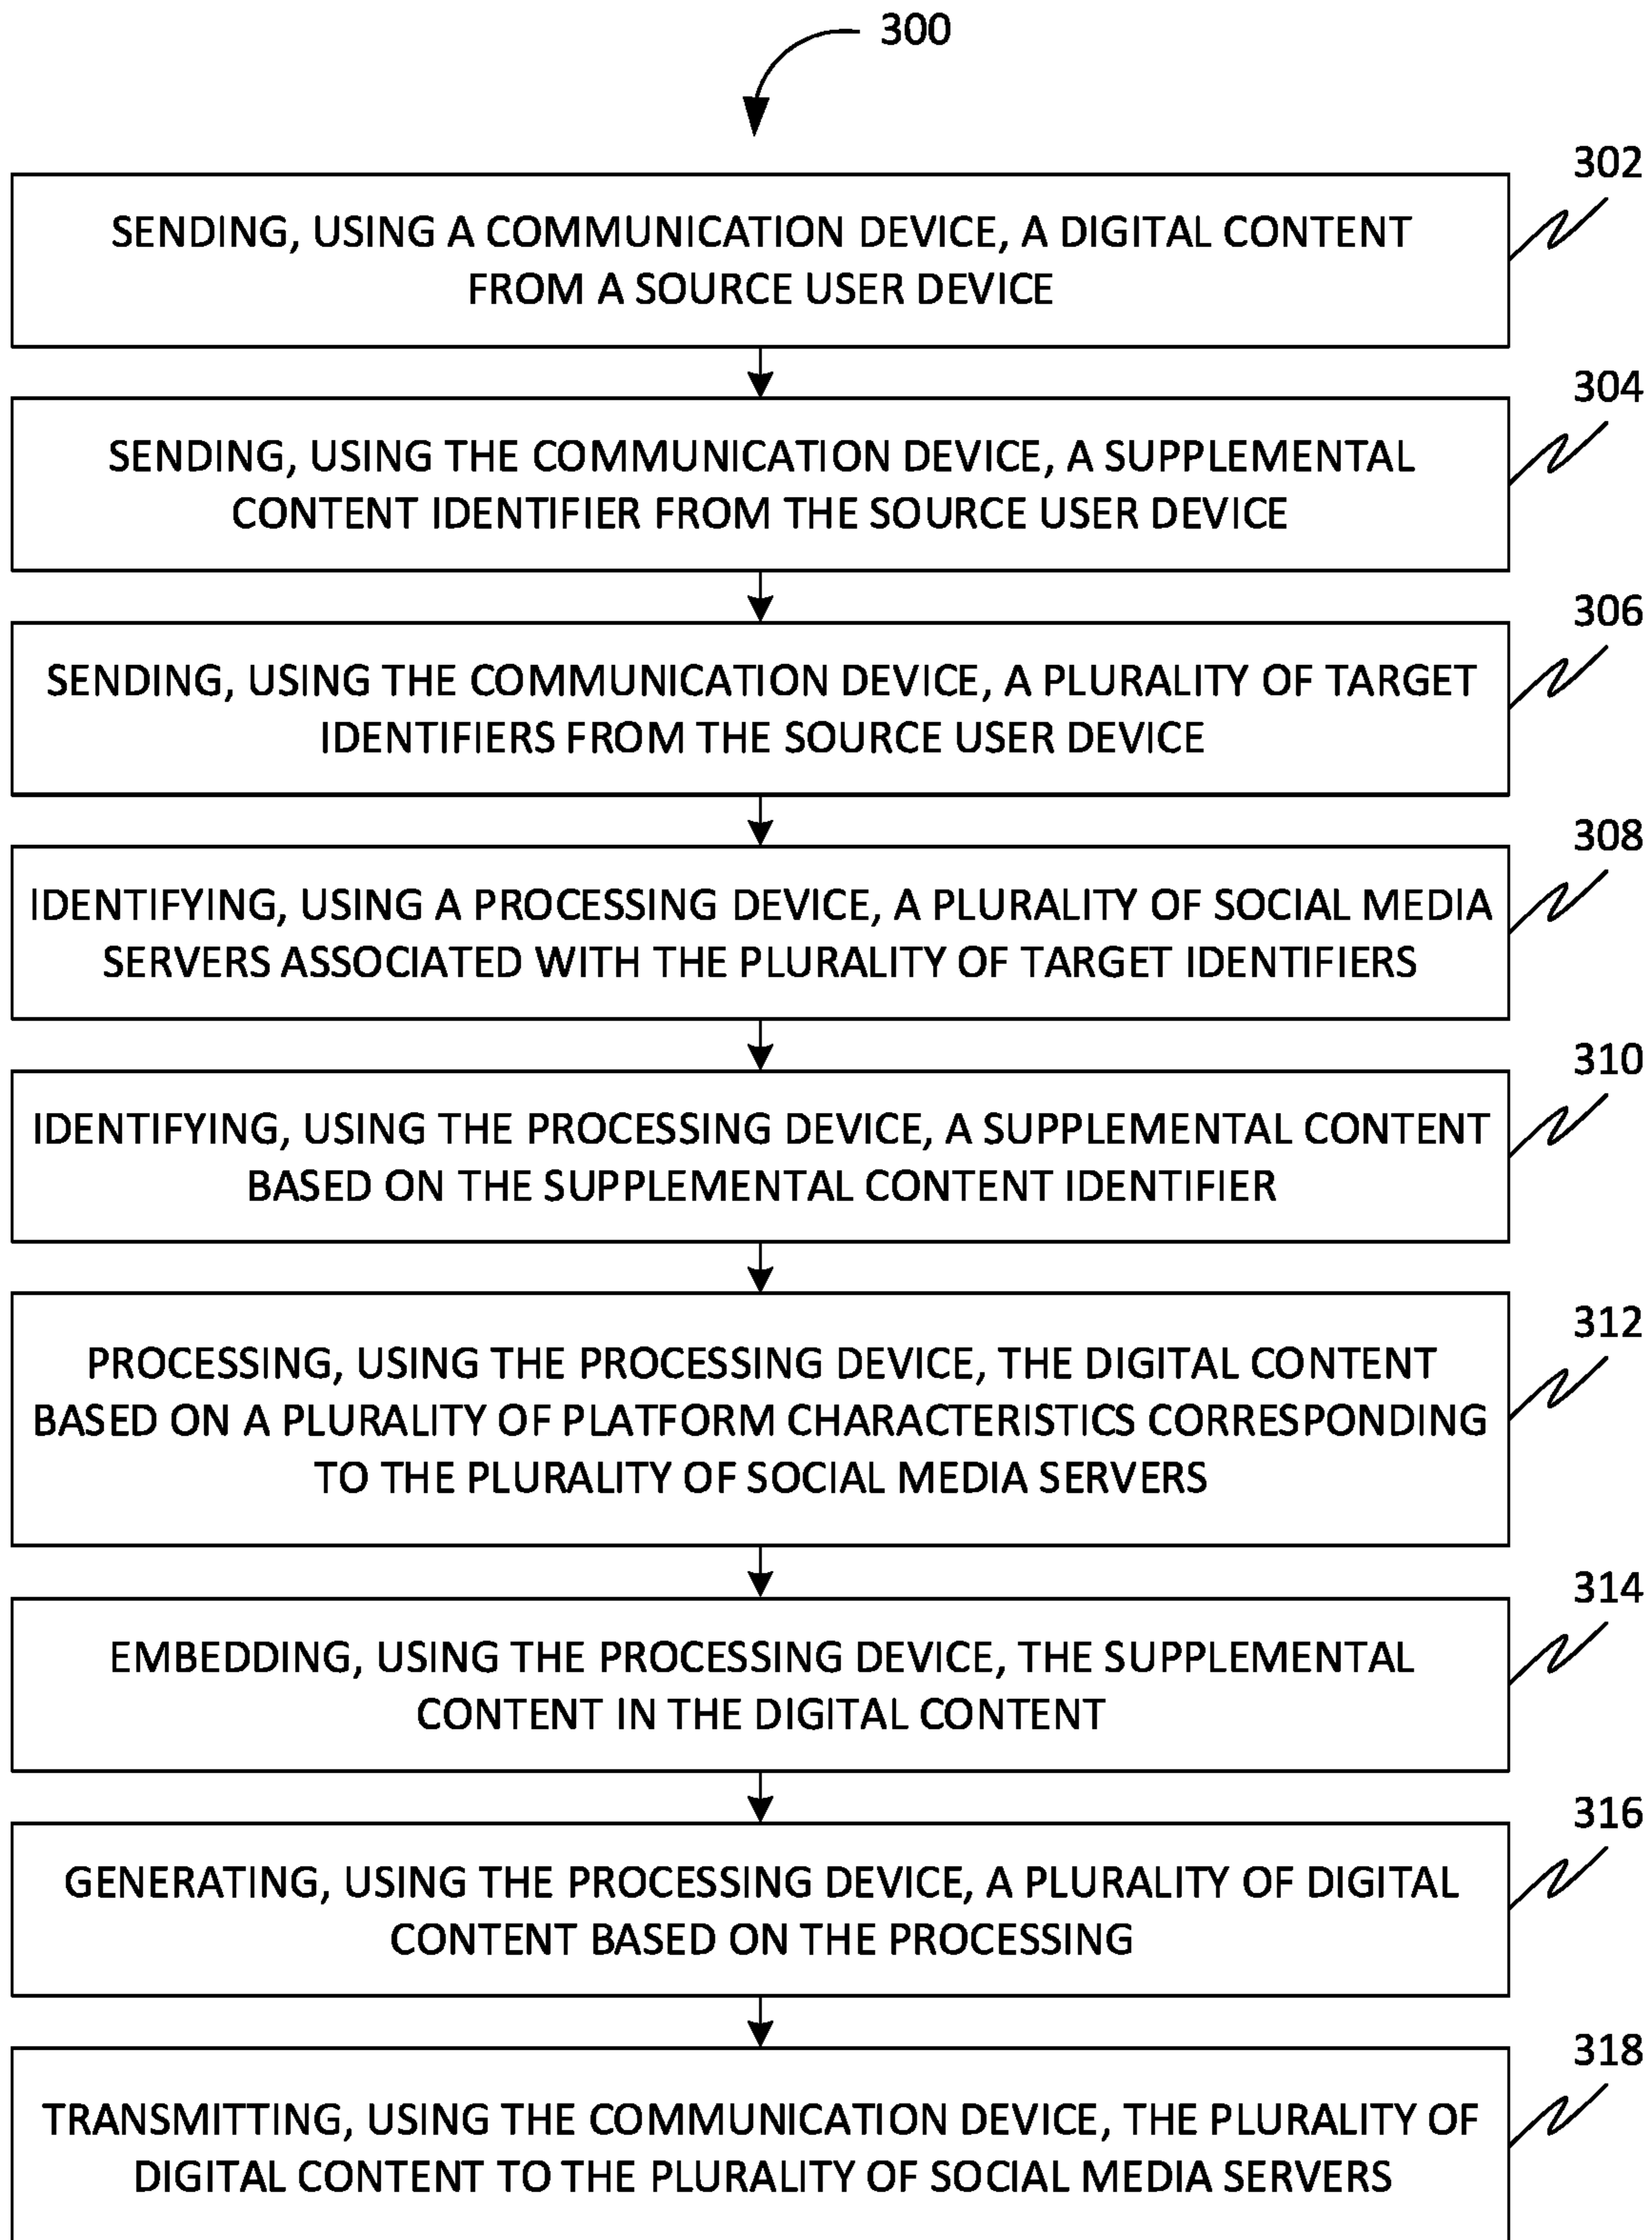 300
302
SENDING, USING A COMMUNICATION DEVICE, A DIGITAL CONTENT
FROM A SOURCE USER DEVICE
304
SENDING, USING THE COMMUNICATION DEVICE, A SUPPLEMENTAL
CONTENT IDENTIFIER FROM THE SOURCE USER DEVICE
306
SENDING, USING THE COMMUNICATION DEVICE, A PLURALITY OF TARGET
IDENTIFIERS FROM THE SOURCE USER DEVICE
308
IDENTIFYING, USING A PROCESSING DEVICE, A PLURALITY OF SOCIAL MEDIA
SERVERS ASSOCIATED WITH THE PLURALITY OF TARGET IDENTIFIERS
310
IDENTIFYING, USING THE PROCESSING DEVICE, A SUPPLEMENTAL CONTENT
BASED ON THE SUPPLEMENTAL CONTENT IDENTIFIER
312
PROCESSING, USING THE PROCESSING DEVICE, THE DIGITAL CONTENT
BASED ON A PLURALITY OF PLATFORM CHARACTERISTICS CORRESPONDING
TO THE PLURALITY OF SOCIAL MEDIA SERVERS
314
EMBEDDING, USING THE PROCESSING DEVICE, THE SUPPLEMENTAL
CONTENT IN THE DIGITAL CONTENT
316
GENERATING, USING THE PROCESSING DEVICE, A PLURALITY OF DIGITAL
CONTENT BASED ON THE PROCESSING
318
TRANSMITTING, USING THE COMMUNICATION DEVICE, THE PLURALITY OF
DIGITAL CONTENT TO THE PLURALITY OF SOCIAL MEDIA SERVERS